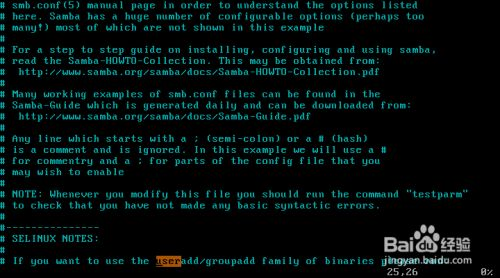 # smb.conf(5) manual page in order to understand the options listed
# here. Samba has a huge number of configurable options (perhaps too
# many!) most of which are not shown in this example
#
# For a step to step guide on installing, configuring and using samba,
# read the Samba-HOWTO-Collection. This may be obtained from:
#  http://www.samba.org/samba/docs/Samba-HOWTO-Collection.pdf
#
# Many working examples of smb.conf files can be found in the
# Samba-Guide which is generated daily and can be downloaded from:
#  http://www.samba.org/samba/docs/Samba-Guide.pdf
#
# Any line which starts with a ; (semi-colon) or a # (hash)
# is a comment and is ignored. In this example we will use a #
# for commentry and a ; for parts of the config file that you
# may wish to enable
#
# NOTE: Whenever you modify this file you should run the command "testparm"
# to check that you have not made any basic syntactic errors.
#
#---------------
# SELINUX NOTES:
#
# If you want to use the useradd/groupadd family of binaries please run:
25,26 0%
Baidu 经验